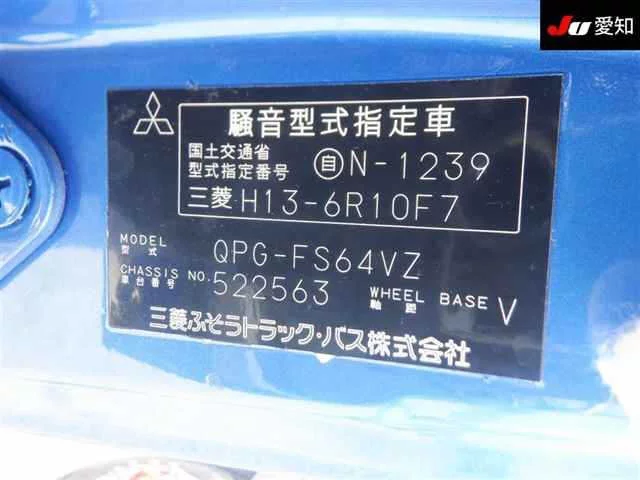 JU 愛知
騒音型式指定車
国土交通省
型式指定番号 自N-1239
三菱 H13-6R10F7
MODEL
型式 QPG-FS64VZ
CHASSIS NO.
車台番号 522563 WHEEL BASE
軸距 V
三菱ふそうトラック・バス株式会社